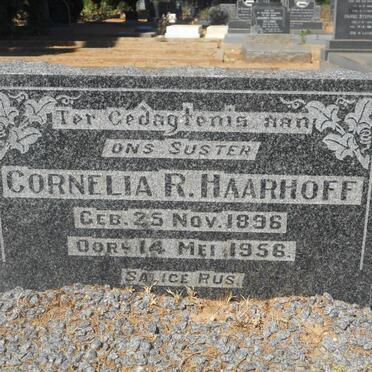 Ter Gedagtenis aan
ONS SUSTER
CORNELIA R. HAARHOFF
GEB. 25 NOV. 1896
OORL 14 MEI 1956.
SALIGE RUS.